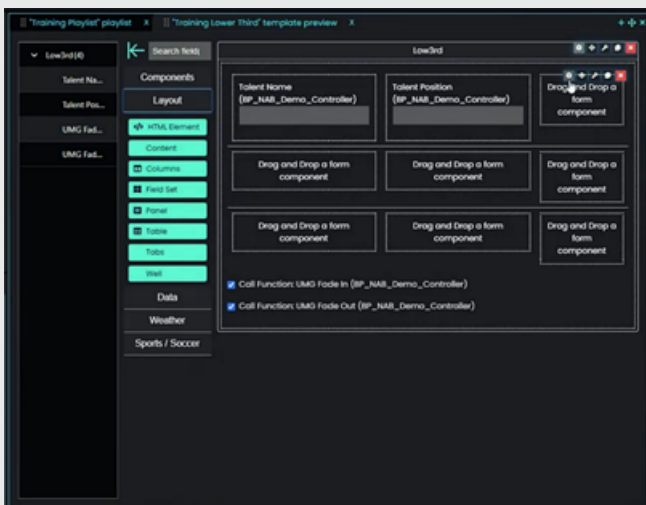 "Training Playlist" playlist X
"Training Lower Third" template preview X
Low3rd (4)
Talent Na...
Talent Pos...
UMG Fad...
UMG Fad...
Search field(
Components
Layout
</> HTML Element
Content
Columns
Field Set
Panel
Table
Tabs
Well
Data
Weather
Sports / Soccer
Low3rd
Talent Name
(BP_NAB_Demo_Controller)
Talent Position
(BP_NAB_Demo_Controller)
Drag and Drop a
form
component
Drag and Drop a form
component
Drag and Drop a form
component
Drag and Drop a
form
component
Drag and Drop a form
component
Drag and Drop a form
component
Drag and Drop a
form
component
Call Function: UMG Fade In (BP_NAB_Demo_Controller)
Call Function: UMG Fade Out (BP_NAB_Demo_Controller)